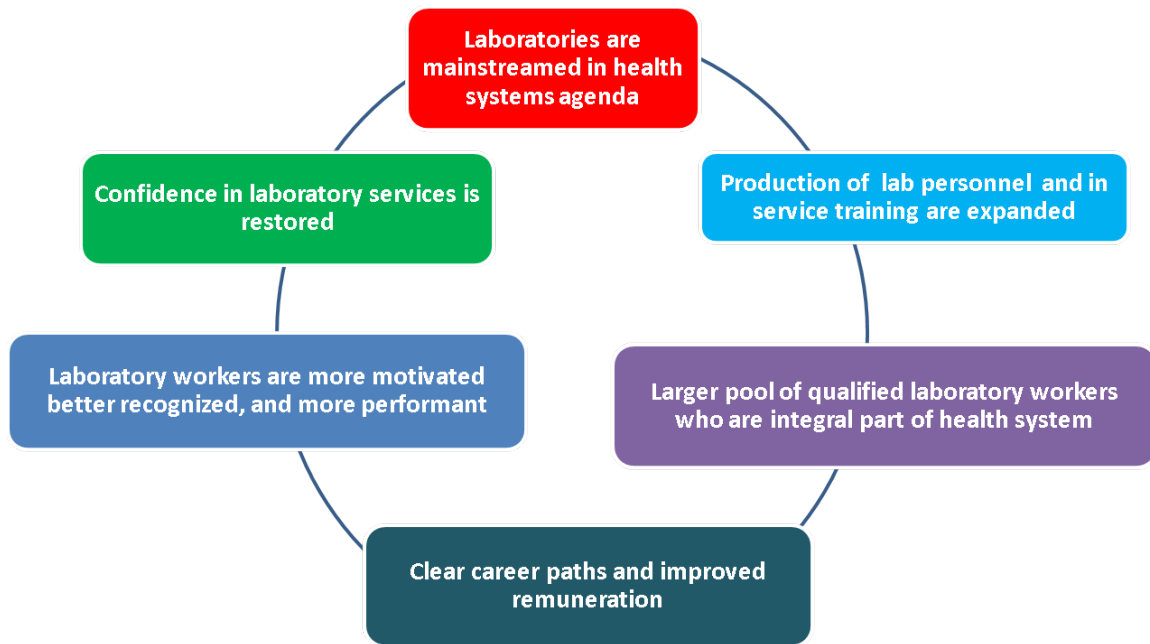 Laboratories are
mainstreamed in health
systems agenda
Production of lab personnel and in
service training are expanded
Larger pool of qualified laboratory workers
who are integral part of health system
Clear career paths and improved
remuneration
Laboratory workers are more motivated
better recognized, and more performant
Confidence in laboratory services is
restored